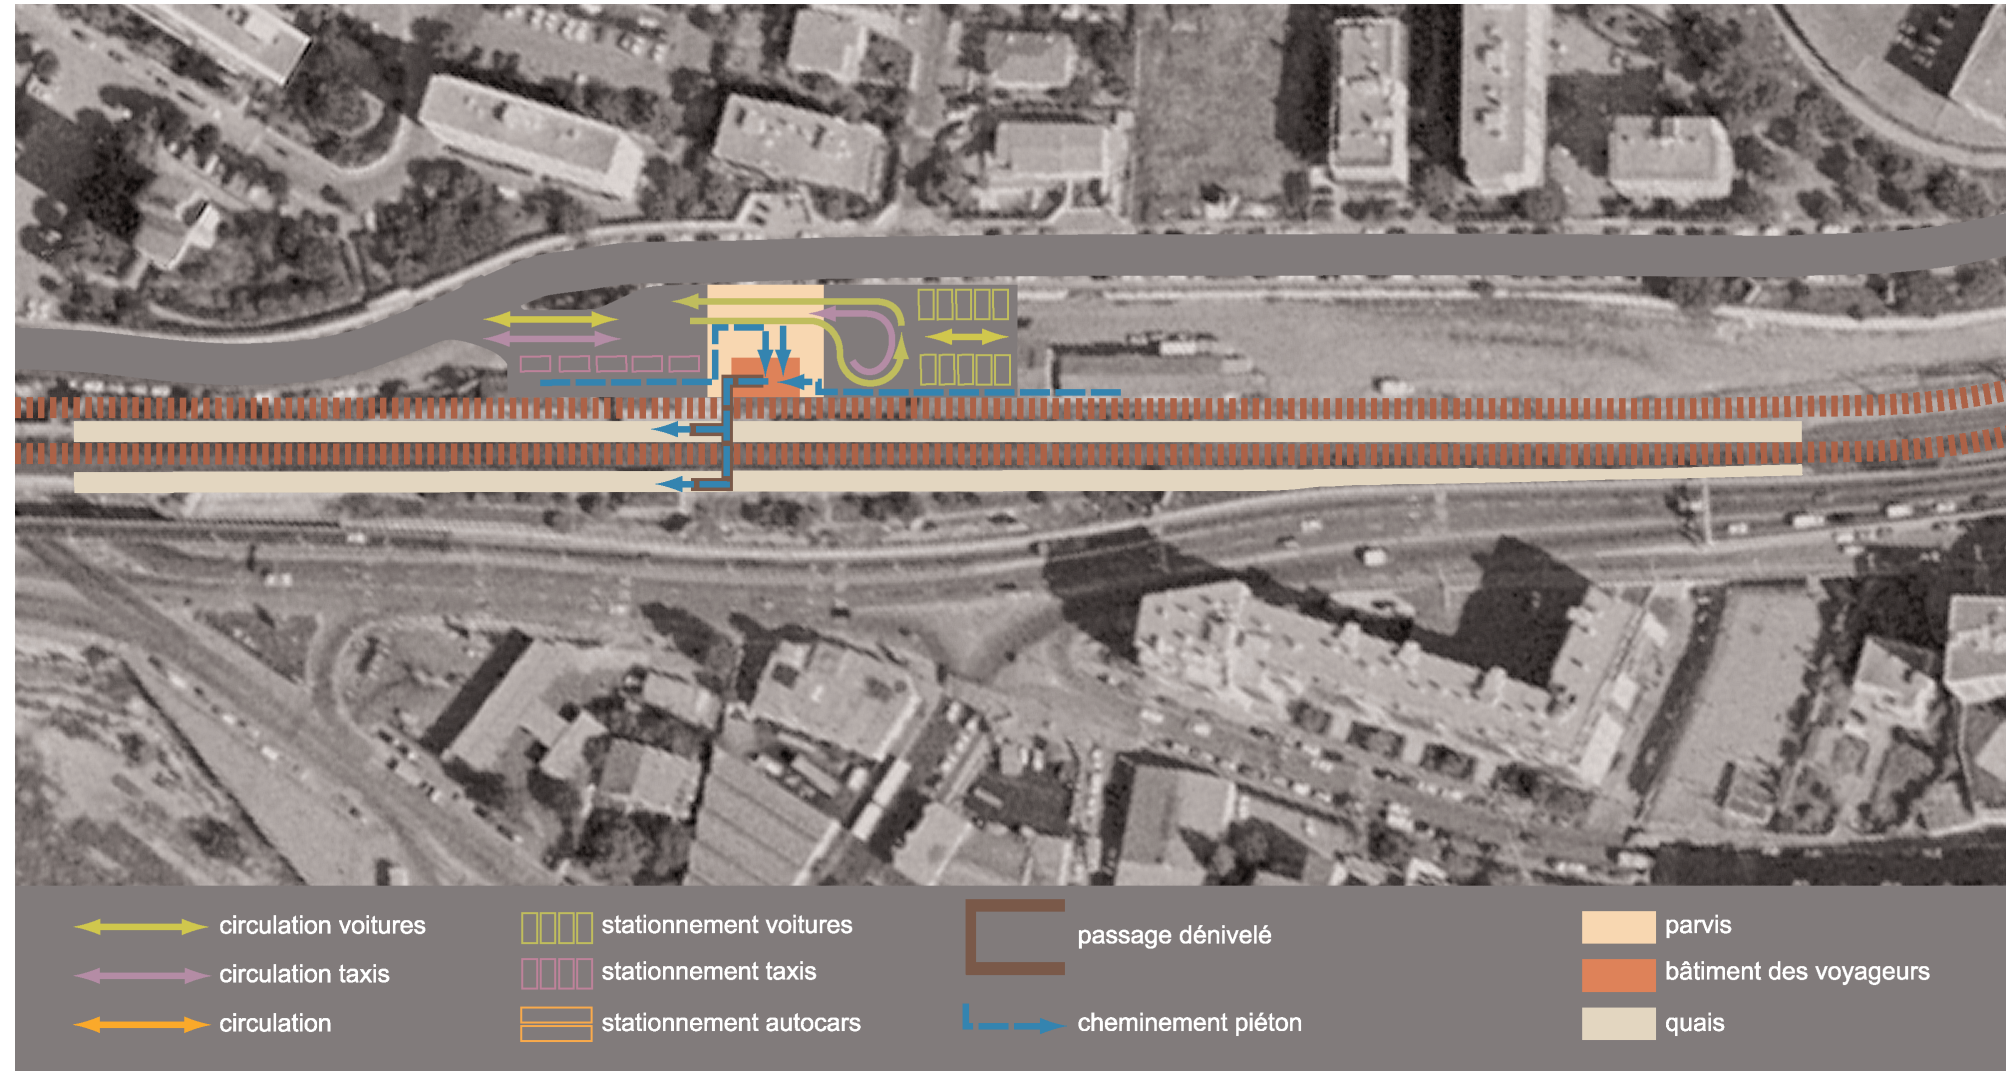 circulation voitures
circulation taxis
circulation
stationnement voitures
stationnement taxis
stationnement autocars
passage dénivelé
cheminement piéton
parvis
bâtiment des voyageurs
quais